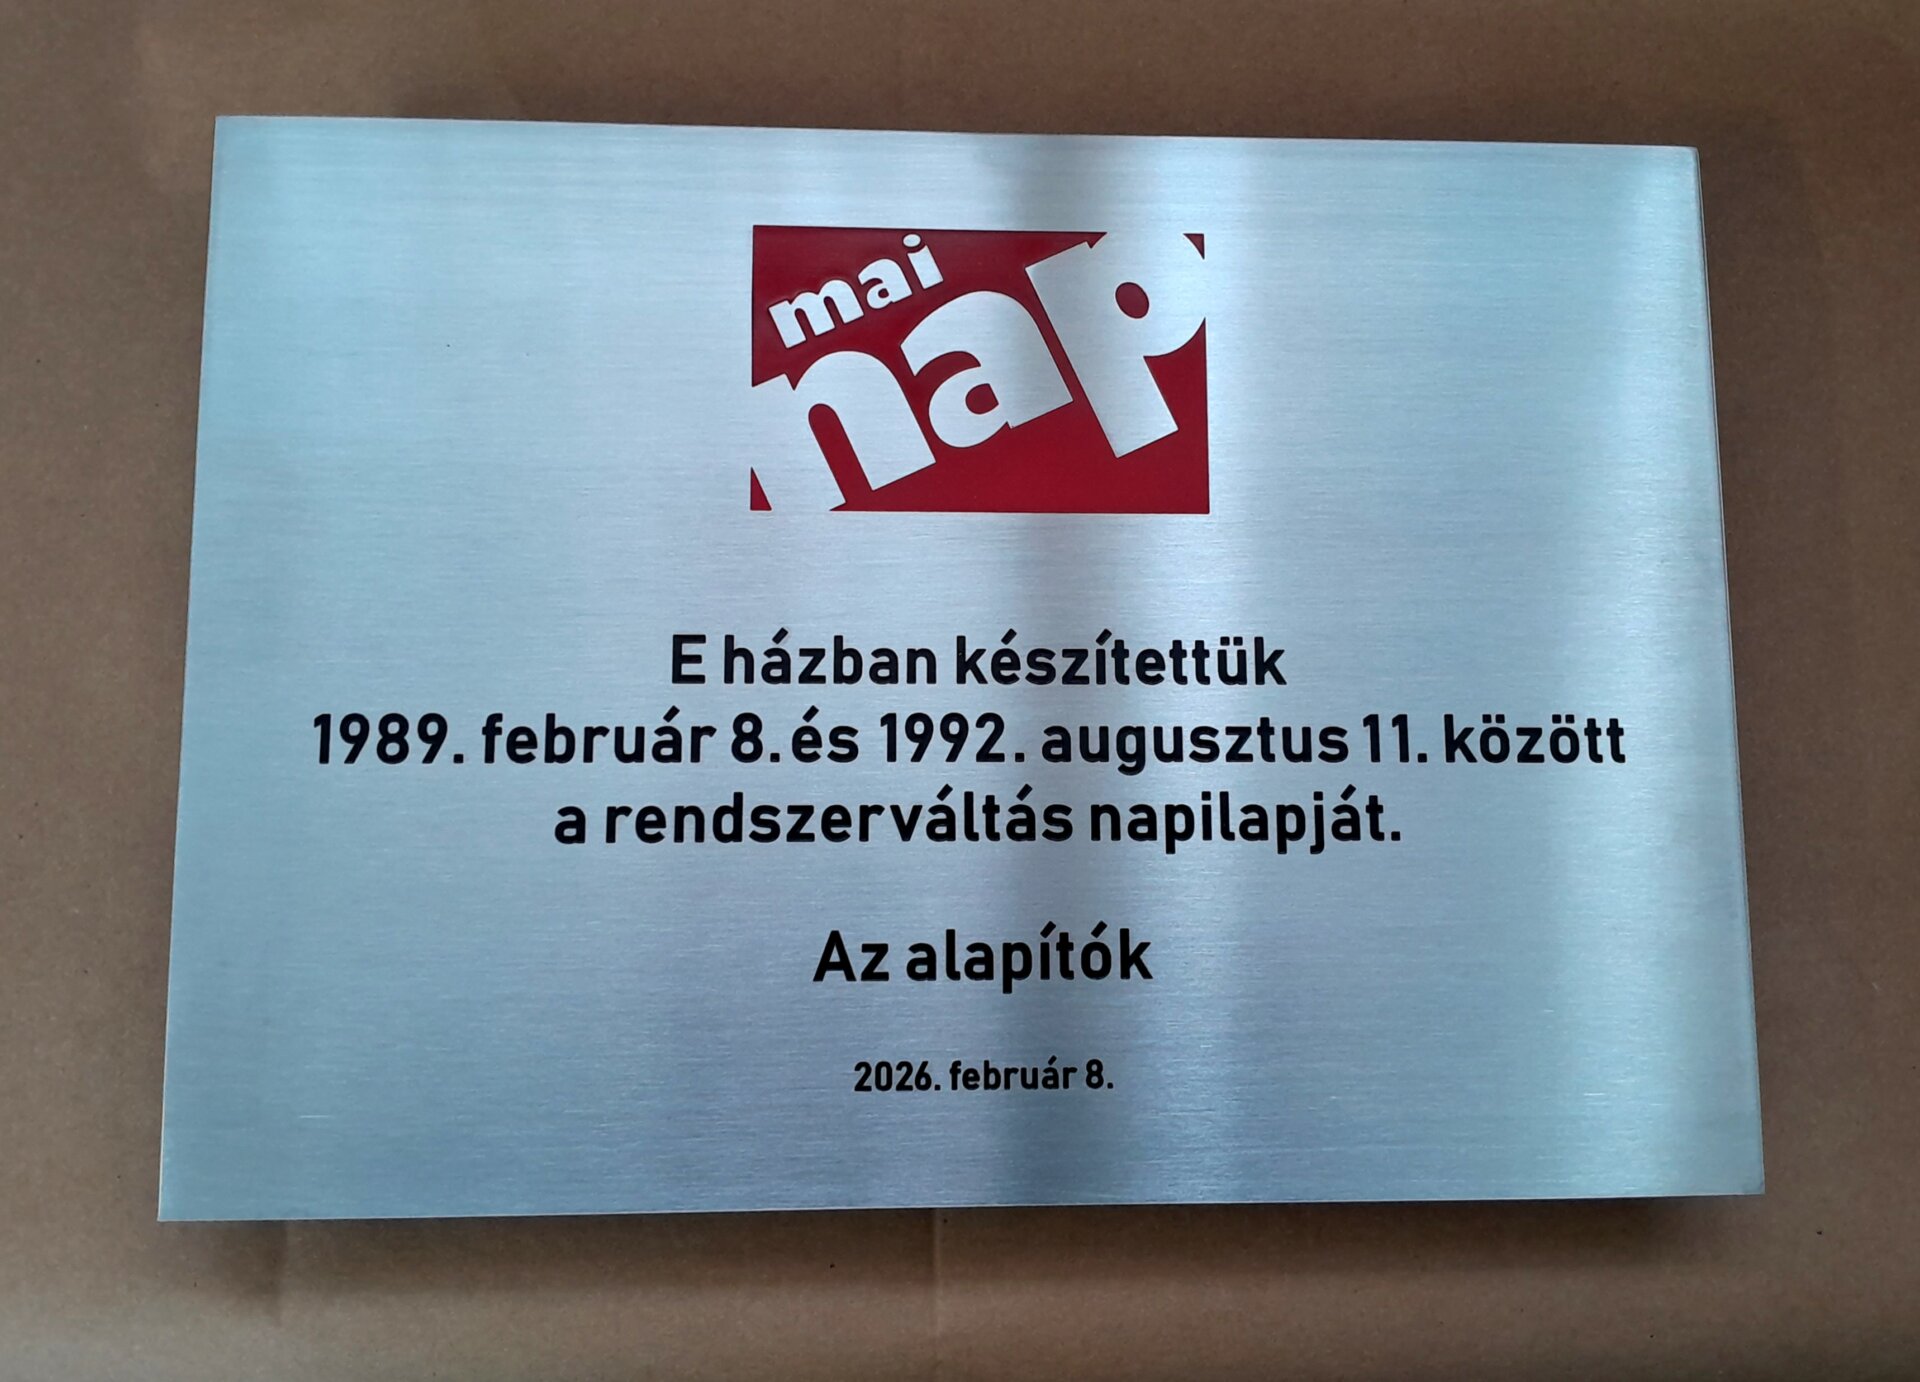 mai
nap
E házban készítettük
1989. február 8. és 1992. augusztus 11. között
a rendszerváltás napilapját.
Az alapítók
2026. február 8.